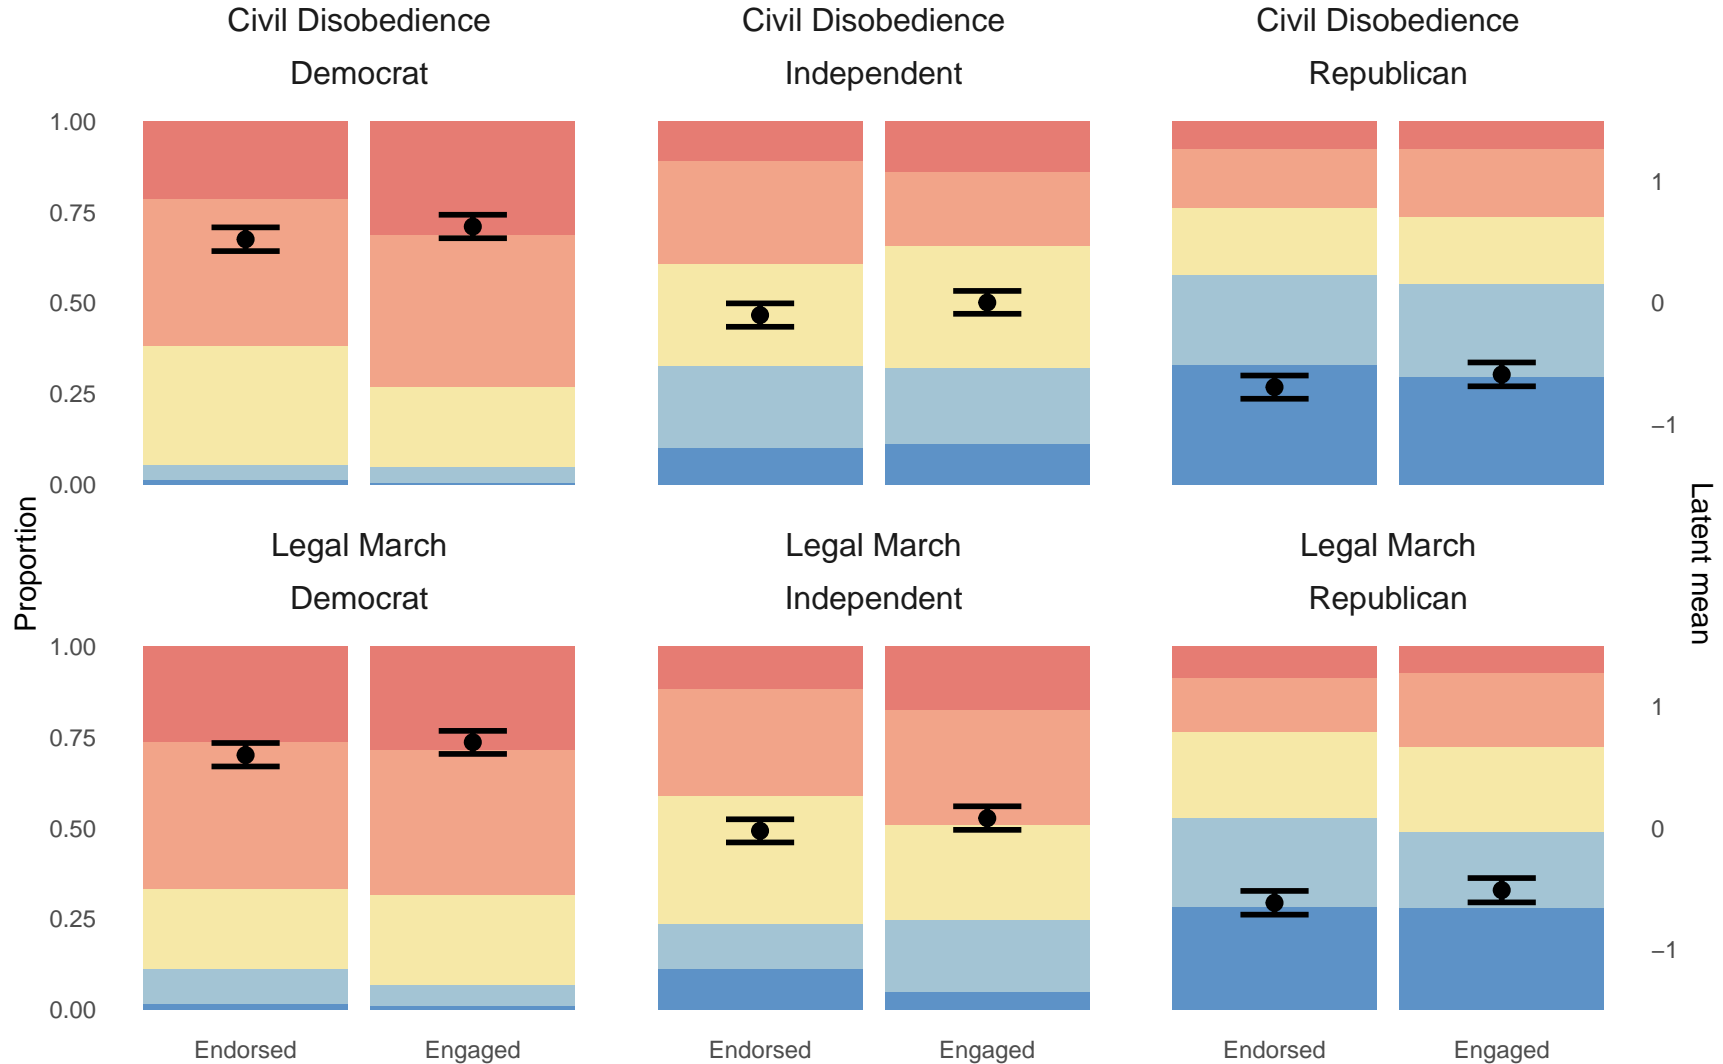 Civil Disobedience
Civil Disobedience
Civil Disobedience
Democrat
Independent
Republican
1.00
0.75
0.50
0.25
0.00
1
0
−1
Proportion
Latent mean
Legal March
Legal March
Legal March
Democrat
Independent
Republican
1.00
0.75
0.50
0.25
0.00
1
0
−1
Endorsed
Engaged
Endorsed
Engaged
Endorsed
Engaged